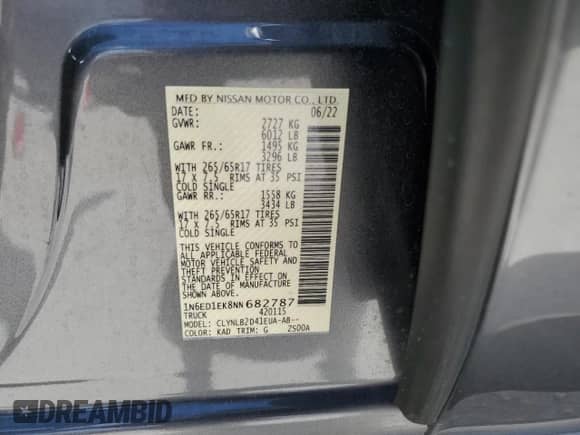 MFD BY NISSAN MOTOR CO., LTD.
DATE: 06/22
GVWR: 2727 KG
6012 LB
GAWR FR.: 1495 KG
3296 LB
WITH 265/65R17 TIRES
17 X 7.5 RIMS AT 35 PSI
COLD SINGLE
GAWR RR.: 1558 KG
3434 LB
WITH 265/65R17 TIRES
17 X 7.5 RIMS AT 35 PSI
COLD SINGLE
THIS VEHICLE CONFORMS TO
ALL APPLICABLE FEDERAL
MOTOR VEHICLE SAFETY AND
THEFT PREVENTION
STANDARDS IN EFFECT ON
THE DATE OF MANUFACTURE
SHOWN ABOVE.
1N6ED1EK8NN682787
TRUCK 420115
MODEL: CLYNLB2D41EUA-AB--
COLOR: KAD TRIM: G 2500A
DREAMBID